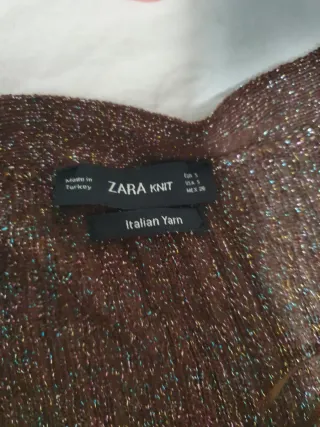 Made in
Turkey
ZARA KNIT
EUR S
USA S
MEX 26
Italian Yarn